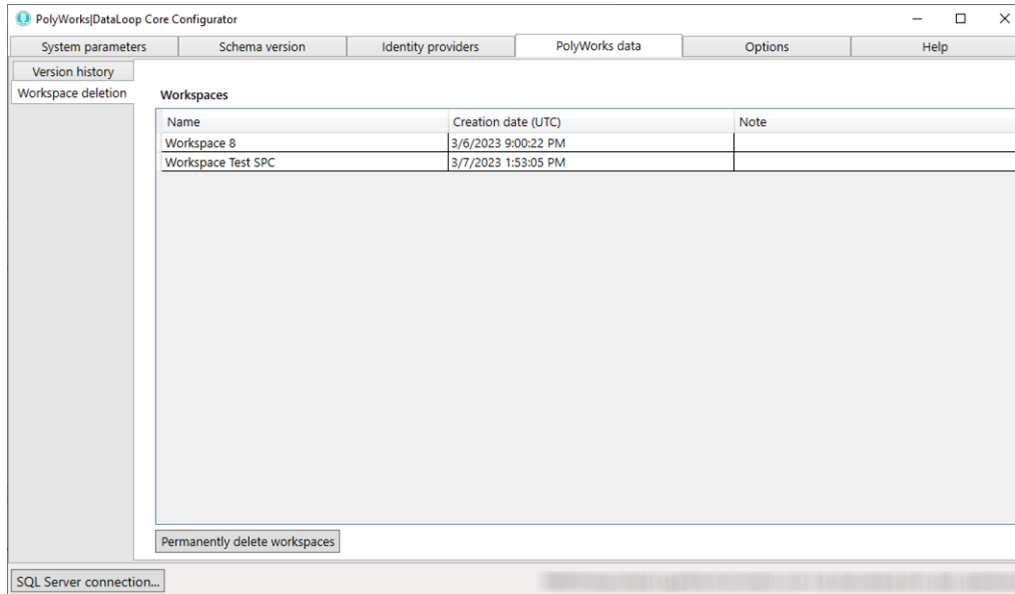 PolyWorks|DataLoop Core Configurator
System parameters Schema version Identity providers PolyWorks data Options Help
Version history
Workspace deletion
Workspaces
Name Creation date (UTC) Note
Workspace 8 3/6/2023 9:00:22 PM
Workspace Test SPC 3/7/2023 1:53:05 PM
Permanently delete workspaces
SQL Server connection...